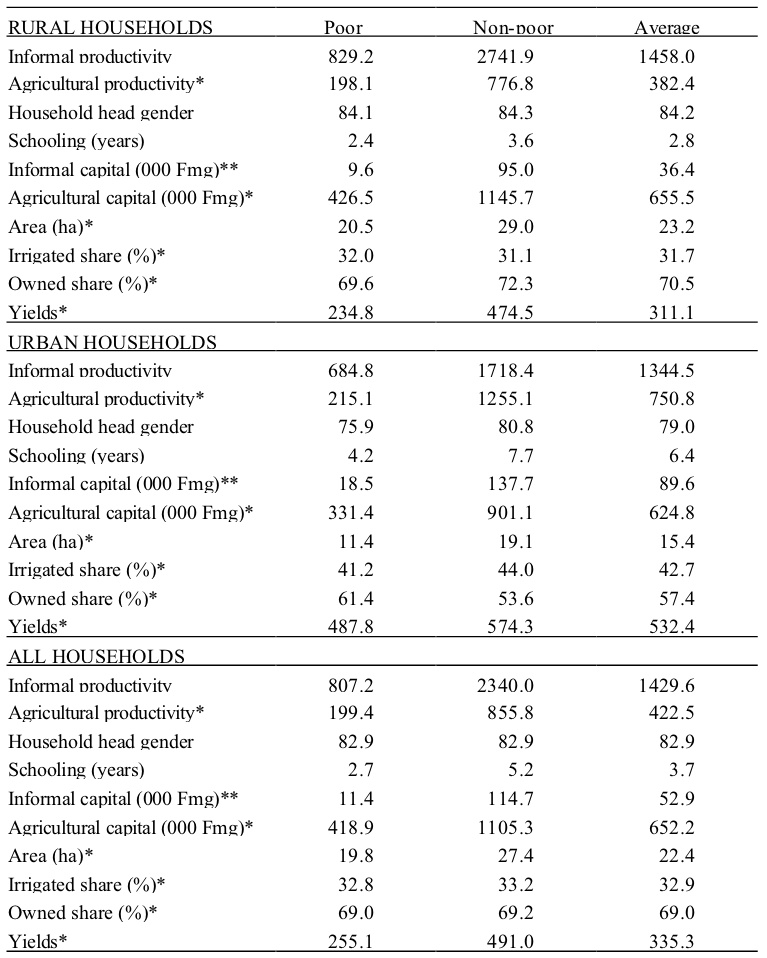 RURAL HOUSEHOLDS Poor Non-poor Average
Informal productivity 829.2 2741.9 1458.0
Agricultural productivity* 198.1 776.8 382.4
Household head gender 84.1 84.3 84.2
Schooling (years) 2.4 3.6 2.8
Informal capital (000 Fmg)** 9.6 95.0 36.4
Agricultural capital (000 Fmg)* 426.5 1145.7 655.5
Area (ha)* 20.5 29.0 23.2
Irrigated share (%)* 32.0 31.1 31.7
Owned share (%)* 69.6 72.3 70.5
Yields* 234.8 474.5 311.1
URBAN HOUSEHOLDS
Informal productivity 684.8 1718.4 1344.5
Agricultural productivity* 215.1 1255.1 750.8
Household head gender 75.9 80.8 79.0
Schooling (years) 4.2 7.7 6.4
Informal capital (000 Fmg)** 18.5 137.7 89.6
Agricultural capital (000 Fmg)* 331.4 901.1 624.8
Area (ha)* 11.4 19.1 15.4
Irrigated share (%)* 41.2 44.0 42.7
Owned share (%)* 61.4 53.6 57.4
Yields* 487.8 574.3 532.4
ALL HOUSEHOLDS
Informal productivity 807.2 2340.0 1429.6
Agricultural productivity* 199.4 855.8 422.5
Household head gender 82.9 82.9 82.9
Schooling (years) 2.7 5.2 3.7
Informal capital (000 Fmg)** 11.4 114.7 52.9
Agricultural capital (000 Fmg)* 418.9 1105.3 652.2
Area (ha)* 19.8 27.4 22.4
Irrigated share (%)* 32.8 33.2 32.9
Owned share (%)* 69.0 69.2 69.0
Yields* 255.1 491.0 335.3